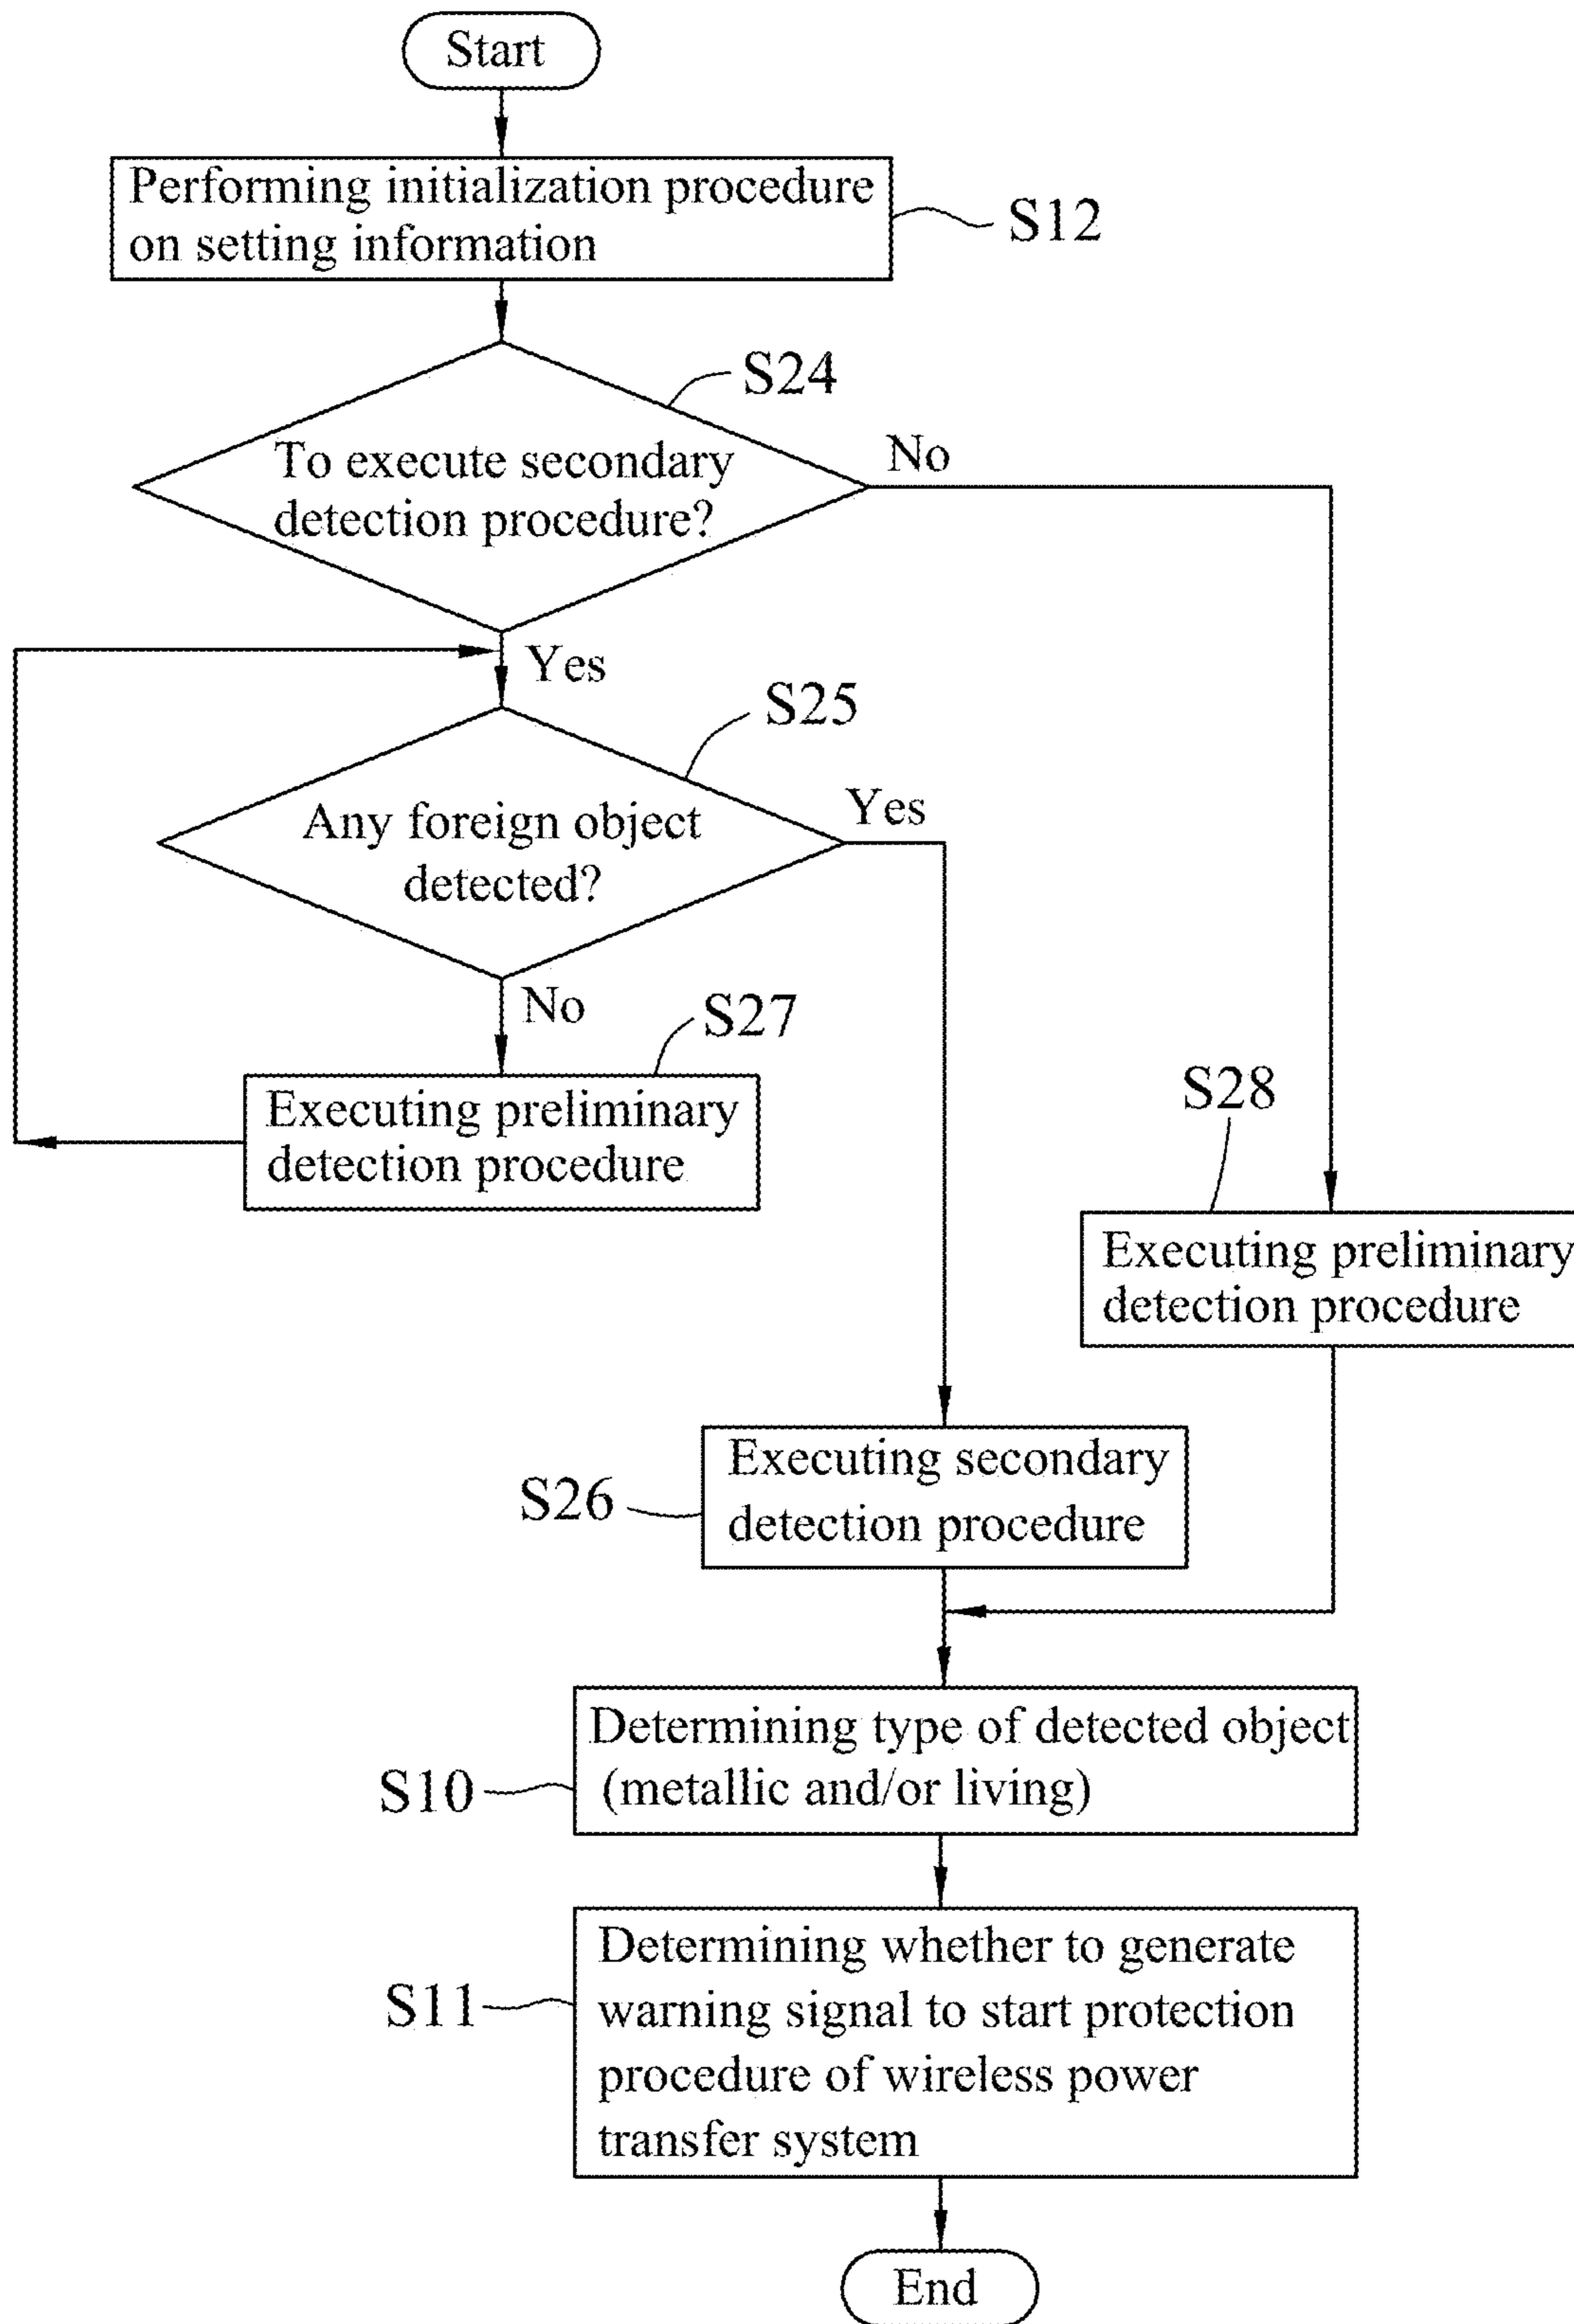 Start
Performing initialization procedure
on setting information
S12
S24
To execute secondary
detection procedure?
No
Yes
S25
Any foreign object
detected?
Yes
No
S27
Executing preliminary
detection procedure
S28
Executing preliminary
detection procedure
S26
Executing secondary
detection procedure
Determining type of detected object
(metallic and/or living)
S10
Determining whether to generate
warning signal to start protection
procedure of wireless power
transfer system
S11
End